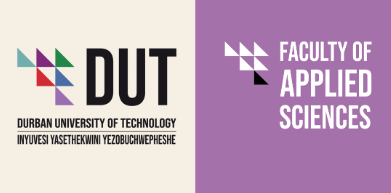 DUT
DURBAN UNIVERSITY OF TECHNOLOGY
INYUVESI YASETHEKWINI YEZOBUCHWEPHESHE
FACULTY OF
APPLIED
SCIENCES